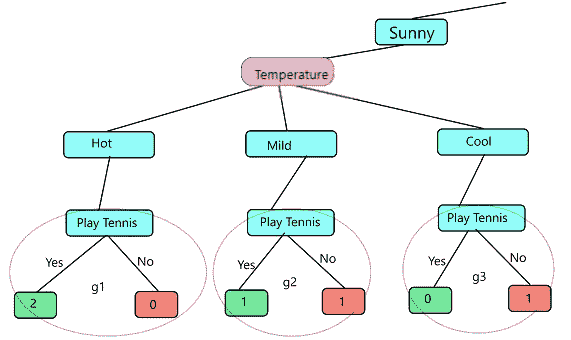 Sunny
Temperature
Hot
Mild
Cool
Play Tennis
Play Tennis
Play Tennis
Yes
No
g1
Yes
No
g2
Yes
No
g3
2
0
1
1
0
1